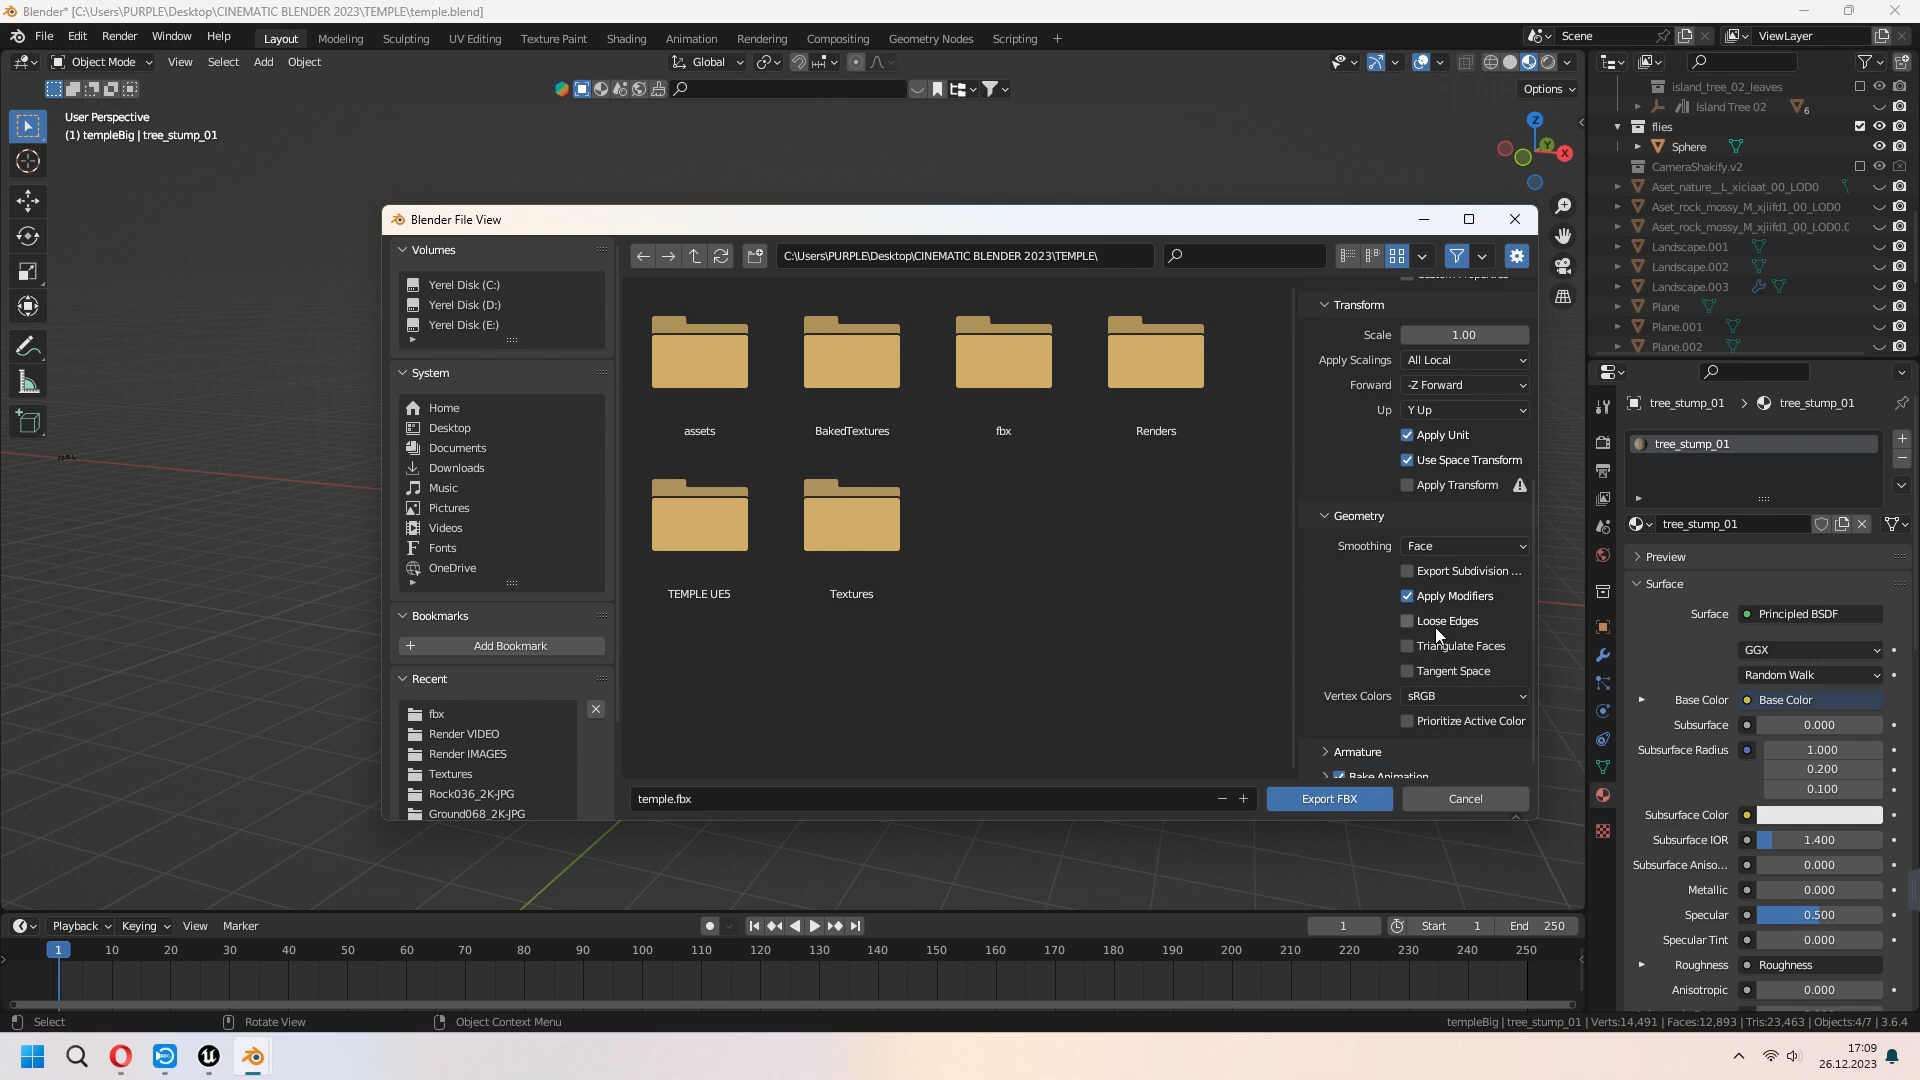 Blender* [C:\Users\PURPLE\Desktop\CINEMATIC BLENDER 2023\TEMPLE\temple.blend]
File Edit Render Window Help Layout Modeling Sculpting UV Editing Texture Paint Shading Animation Rendering Compositing Geometry Nodes Scripting + Scene ViewLayer
Object Mode View Select Add Object Global
Options
User Perspective
(1) templeBig | tree_stump_01
Z
Y
X
island_tree_02_leaves
Island Tree 02 6
flies
Sphere
CameraShakify.v2
Aset_nature__L_xiciaat_00_LOD0
Aset_rock_mossy_M_xjiifd1_00_LOD0
Aset_rock_mossy_M_xjiifd1_00_LOD0.0
Landscape.001
Landscape.002
Landscape.003
Plane
Plane.001
Plane.002
Blender File View
Volumes
Yerel Disk (C:)
Yerel Disk (D:)
Yerel Disk (E:)
System
Home
Desktop
Documents
Downloads
Music
Pictures
Videos
Fonts
OneDrive
Bookmarks
Add Bookmark
Recent
fbx
Render VIDEO
Render IMAGES
Textures
Rock036_2K-JPG
Ground068_2K-JPG
C:\Users\PURPLE\Desktop\CINEMATIC BLENDER 2023\TEMPLE\
assets
BakedTextures
fbx
Renders
TEMPLE UE5
Textures
Transform
Scale 1.00
Apply Scalings All Local
Forward -Z Forward
Up Y Up
Apply Unit
Use Space Transform
Apply Transform
Geometry
Smoothing Face
Export Subdivision ...
Apply Modifiers
Loose Edges
Triangulate Faces
Tangent Space
Vertex Colors sRGB
Prioritize Active Color
Armature
Bake Animation
temple.fbx
Export FBX
Cancel
tree_stump_01 > tree_stump_01
tree_stump_01
tree_stump_01
Preview
Surface
Surface Principled BSDF
GGX
Random Walk
Base Color Base Color
Subsurface 0.000
Subsurface Radius 1.000
0.200
0.100
Subsurface Color
Subsurface IOR 1.400
Subsurface Aniso... 0.000
Metallic 0.000
Specular 0.500
Specular Tint 0.000
Roughness Roughness
Anisotropic 0.000
Playback Keying View Marker 1 Start 1 End 250
1 10 20 30 40 50 60 70 80 90 100 110 120 130 140 150 160 170 180 190 200 210 220 230 240 250
Select Rotate View Object Context Menu templeBig | tree_stump_01 | Verts:14,491 | Faces:12,893 | Tris:23,463 | Objects:4/7 | 3.6.4
REC
17:09
26.12.2023